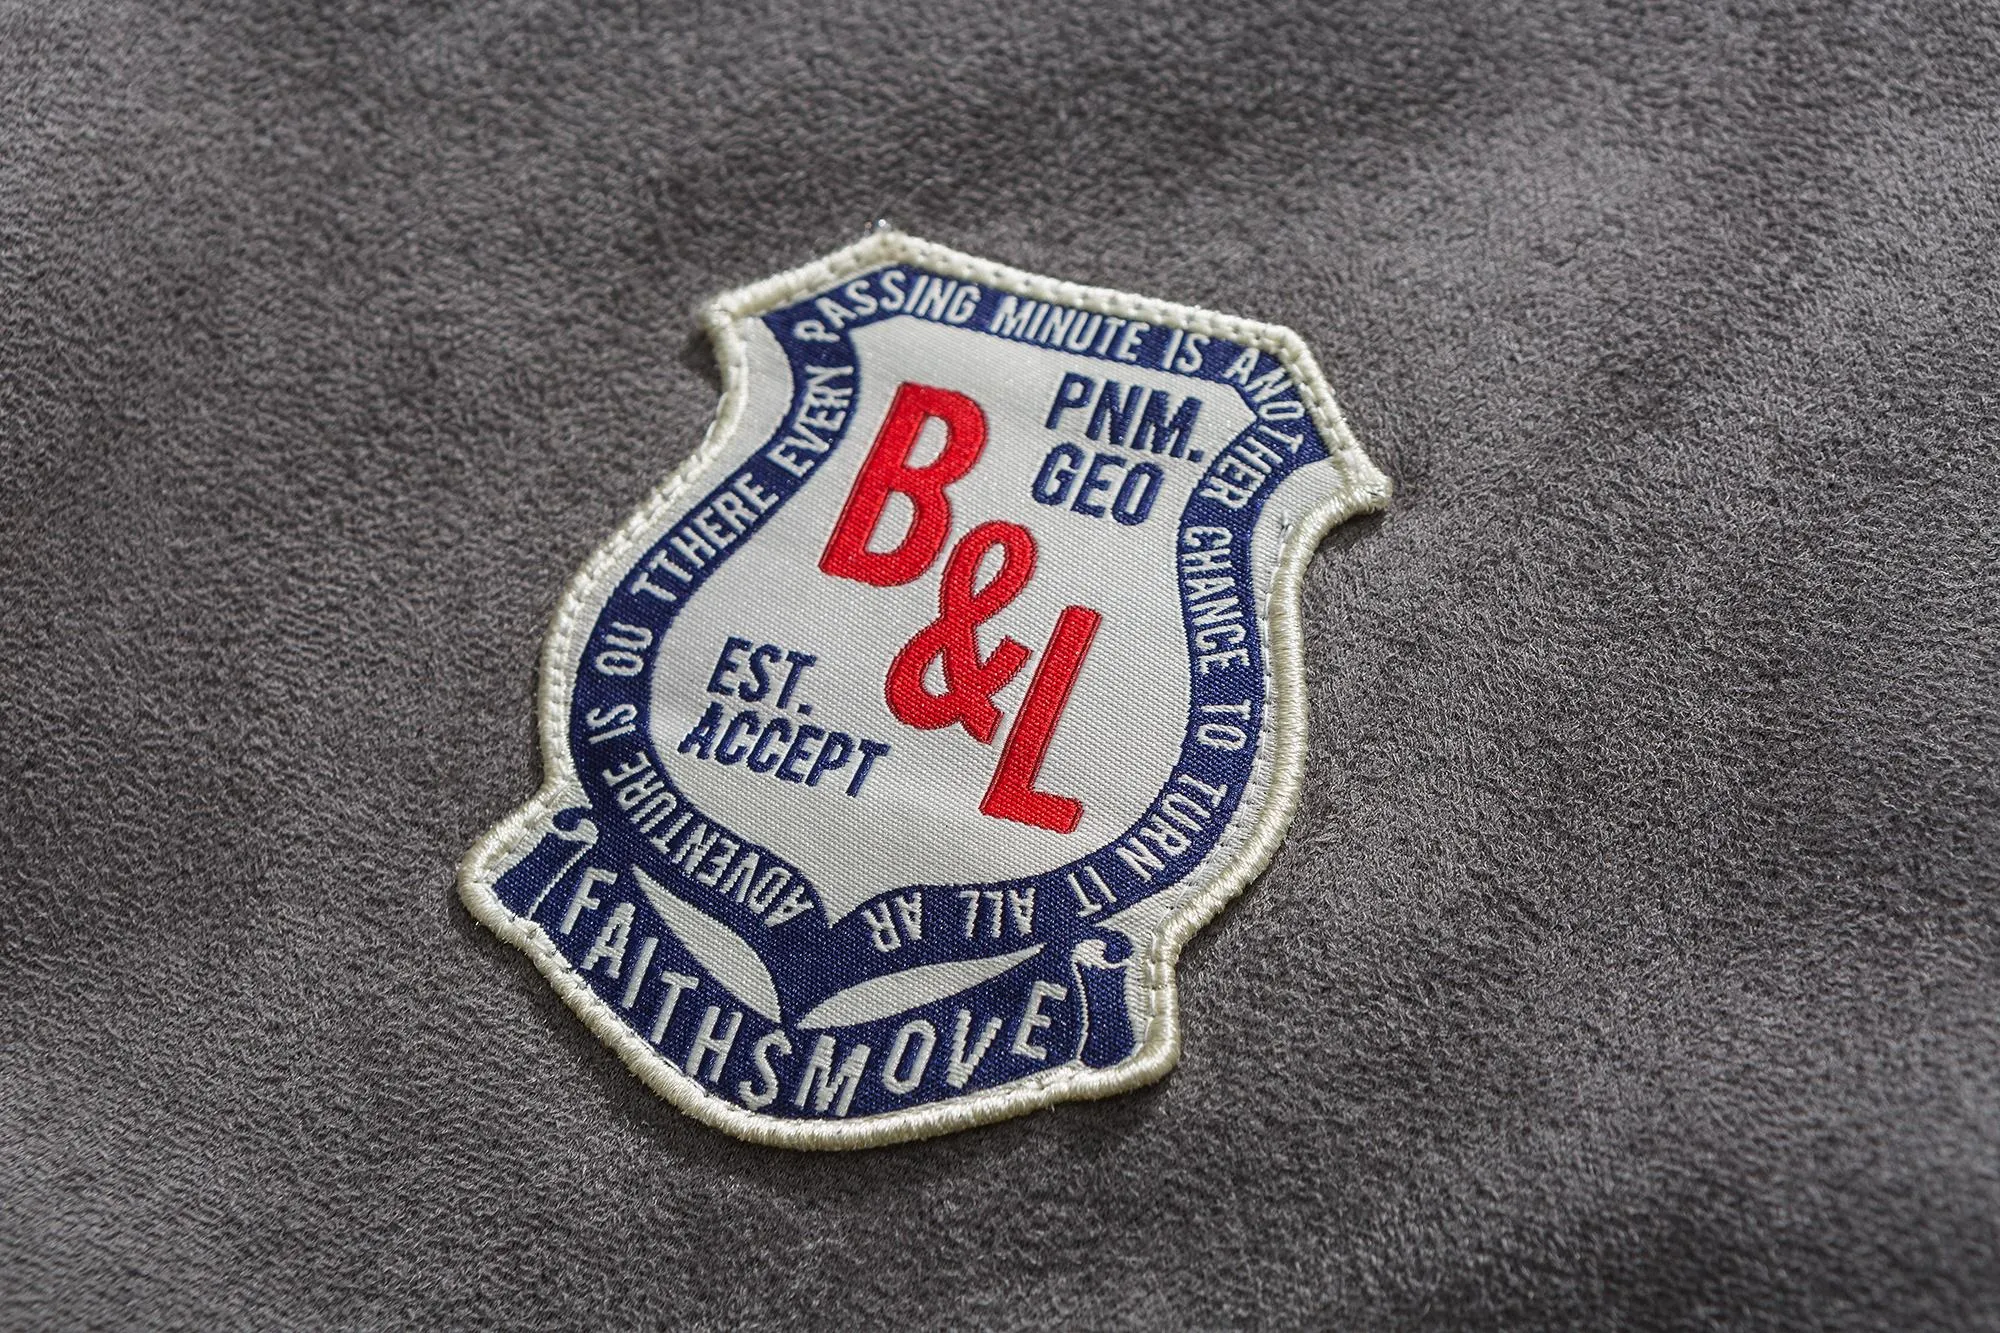 ADVENTURE IS OU TTHERE EVEN PASSING MINUTE IS ANOTHER CHANCE TO TURN IT ALL AR
PNM.
GEO
B&L
EST.
ACCEPT
FAITHSMOVE